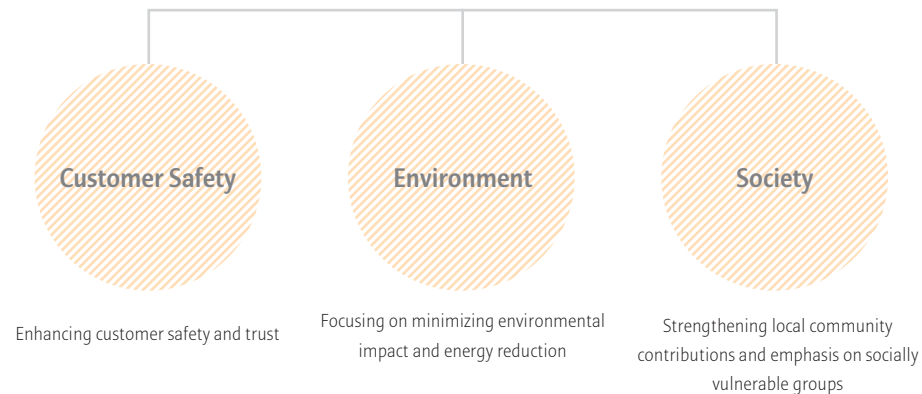 Customer Safety
Enhancing customer safety and trust
Environment
Focusing on minimizing environmental
impact and energy reduction
Society
Strengthening local community
contributions and emphasis on socially
vulnerable groups